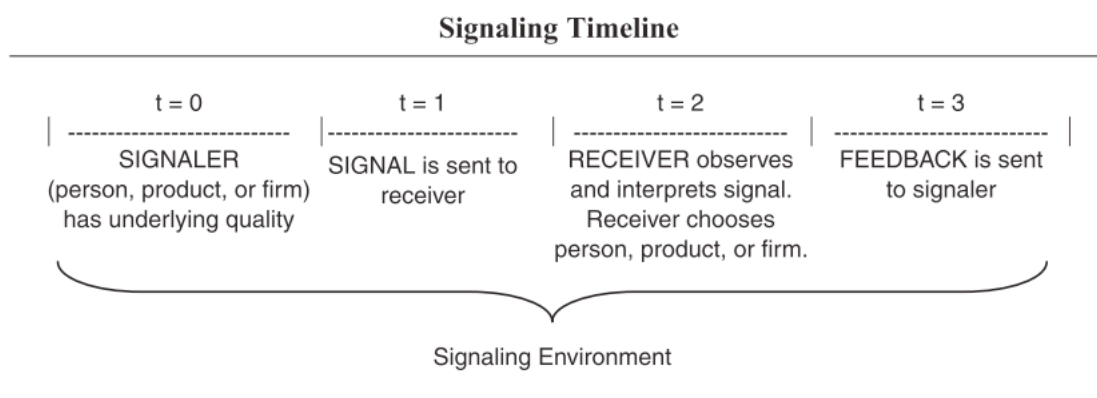 Signaling Timeline
t = 0
t = 1
t = 2
t = 3
SIGNALER
(person, product, or firm)
has underlying quality
SIGNAL is sent to
receiver
RECEIVER observes
and interprets signal.
Receiver chooses
person, product, or firm.
FEEDBACK is sent
to signaler
Signaling Environment